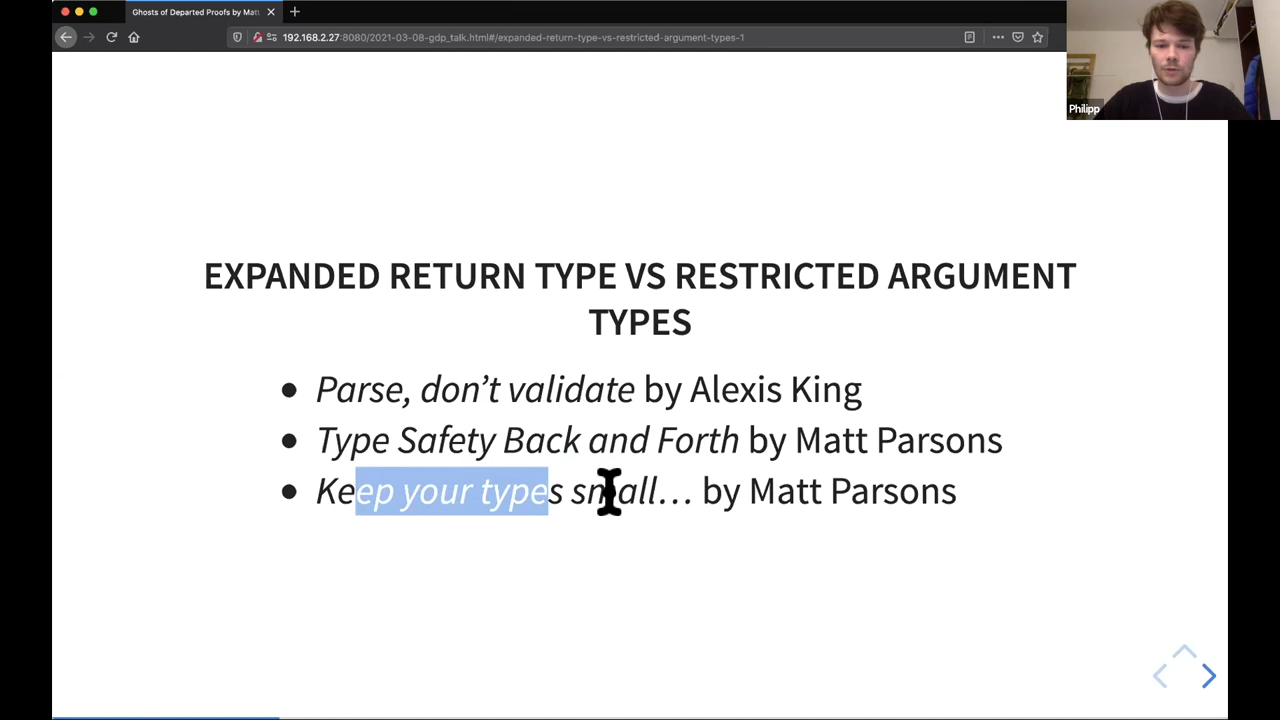 Ghosts of Departed Proofs by Mat
192.168.2.27:8080/2021-03-08-gdp_talk.html#/expanded-return-type-vs-restricted-argument-types-1
Philipp
EXPANDED RETURN TYPE VS RESTRICTED ARGUMENT
TYPES
• Parse, don’t validate by Alexis King
• Type Safety Back and Forth by Matt Parsons
• Keep your types small… by Matt Parsons